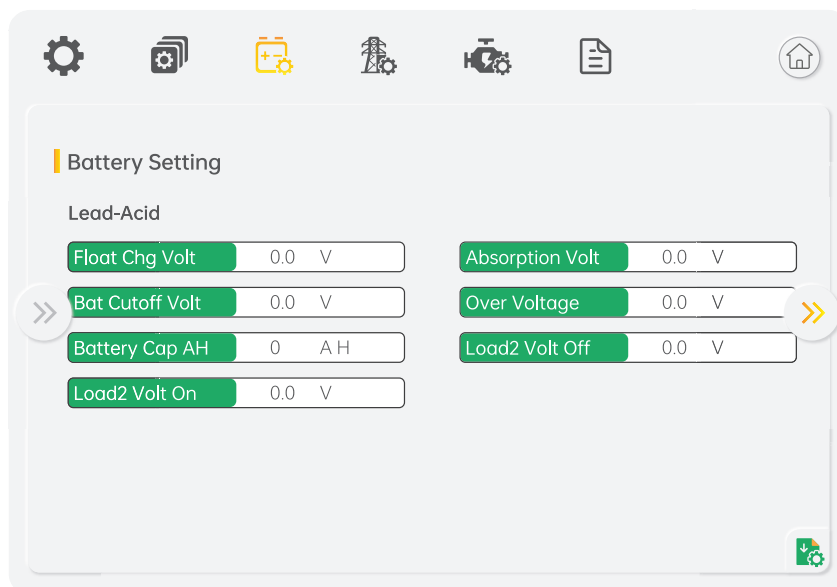 Battery Setting
Lead-Acid
Float Chg Volt 0.0 V Absorption Volt 0.0 V
Bat Cutoff Volt 0.0 V Over Voltage 0.0 V
Battery Cap AH 0 AH Load2 Volt Off 0.0 V
Load2 Volt On 0.0 V